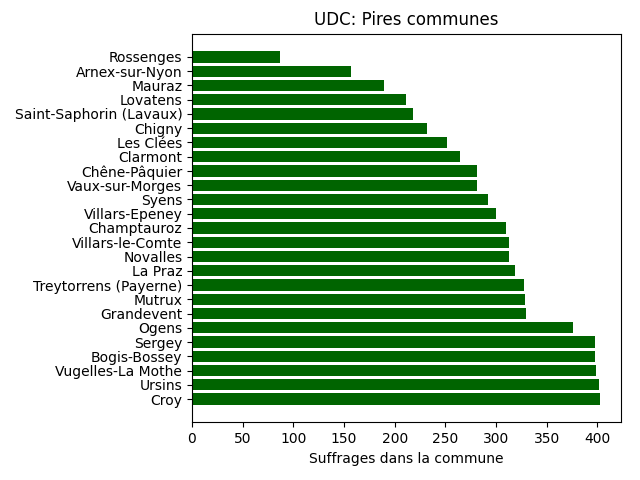 UDC: Pires communes
Rossenges
Arnex-sur-Nyon
Mauraz
Lovatens
Saint-Saphorin (Lavaux)
Chigny
Les Clées
Clarmont
Chêne-Pâquier
Vaux-sur-Morges
Syens
Villars-Epeney
Champtauroz
Villars-le-Comte
Novalles
La Praz
Treytorrens (Payerne)
Mutrux
Grandevent
Ogens
Sergey
Bogis-Bossey
Vugelles-La Mothe
Ursins
Croy
0 50 100 150 200 250 300 350 400
Suffrages dans la commune